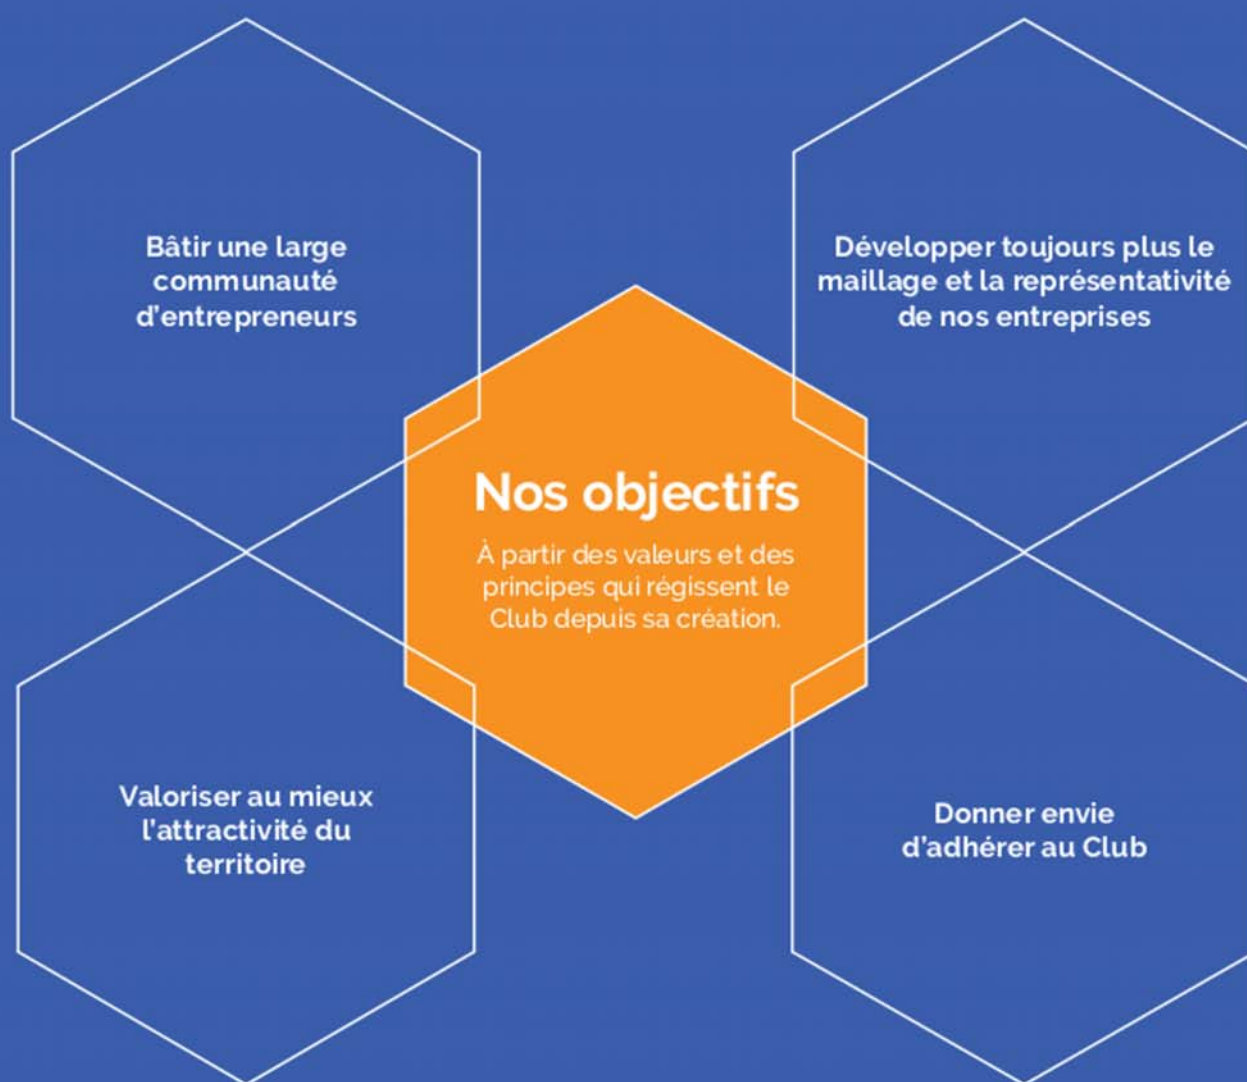 Bâtir une large
communauté
d'entrepreneurs
Développer toujours plus le
maillage et la représentativité
de nos entreprises
Nos objectifs
À partir des valeurs et des
principes qui régissent le
Club depuis sa création.
Valoriser au mieux
l'attractivité du
territoire
Donner envie
d'adhérer au Club